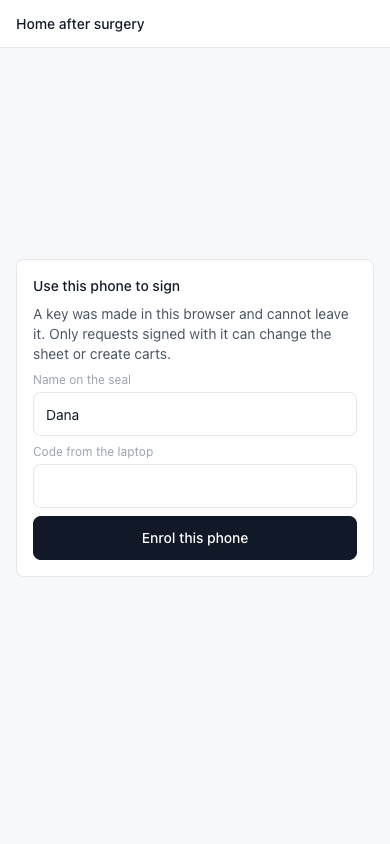 Home after surgery
Use this phone to sign
A key was made in this browser and cannot leave
it. Only requests signed with it can change the
sheet or create carts.
Name on the seal
Dana
Code from the laptop
Enrol this phone